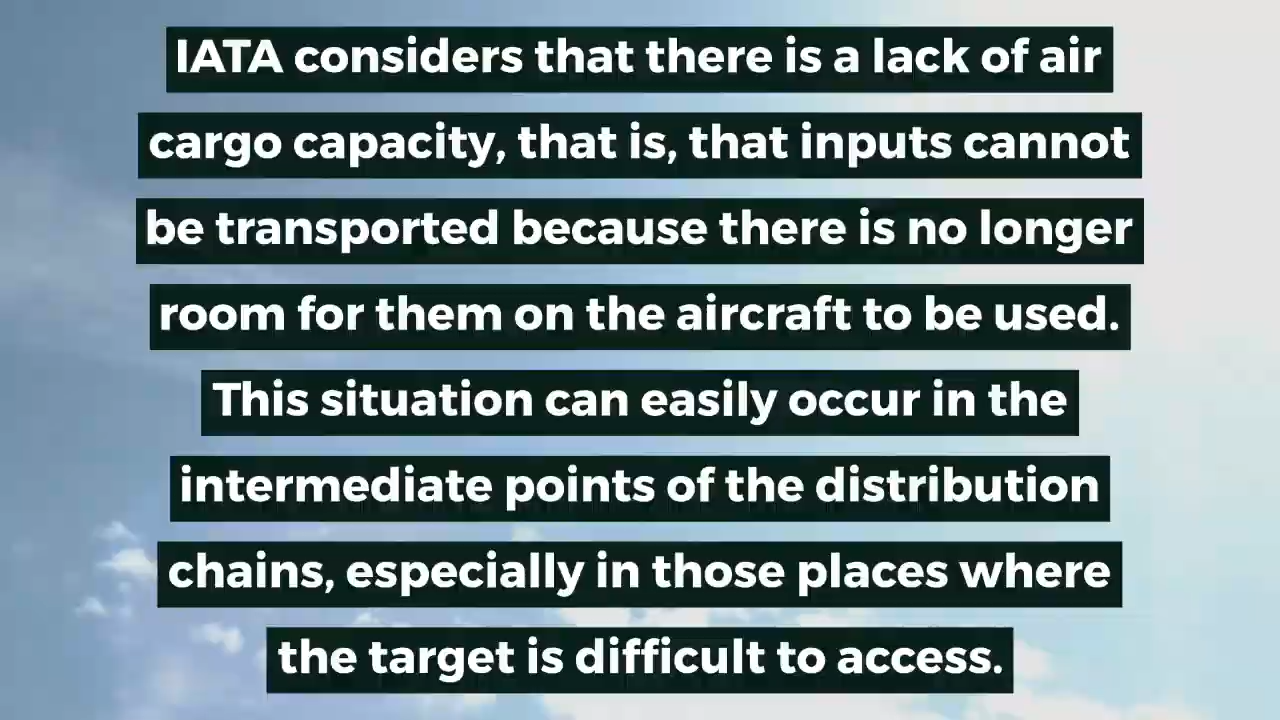 IATA considers that there is a lack of air
cargo capacity, that is, that inputs cannot
be transported because there is no longer
room for them on the aircraft to be used.
This situation can easily occur in the
intermediate points of the distribution
chains, especially in those places where
the target is difficult to access.